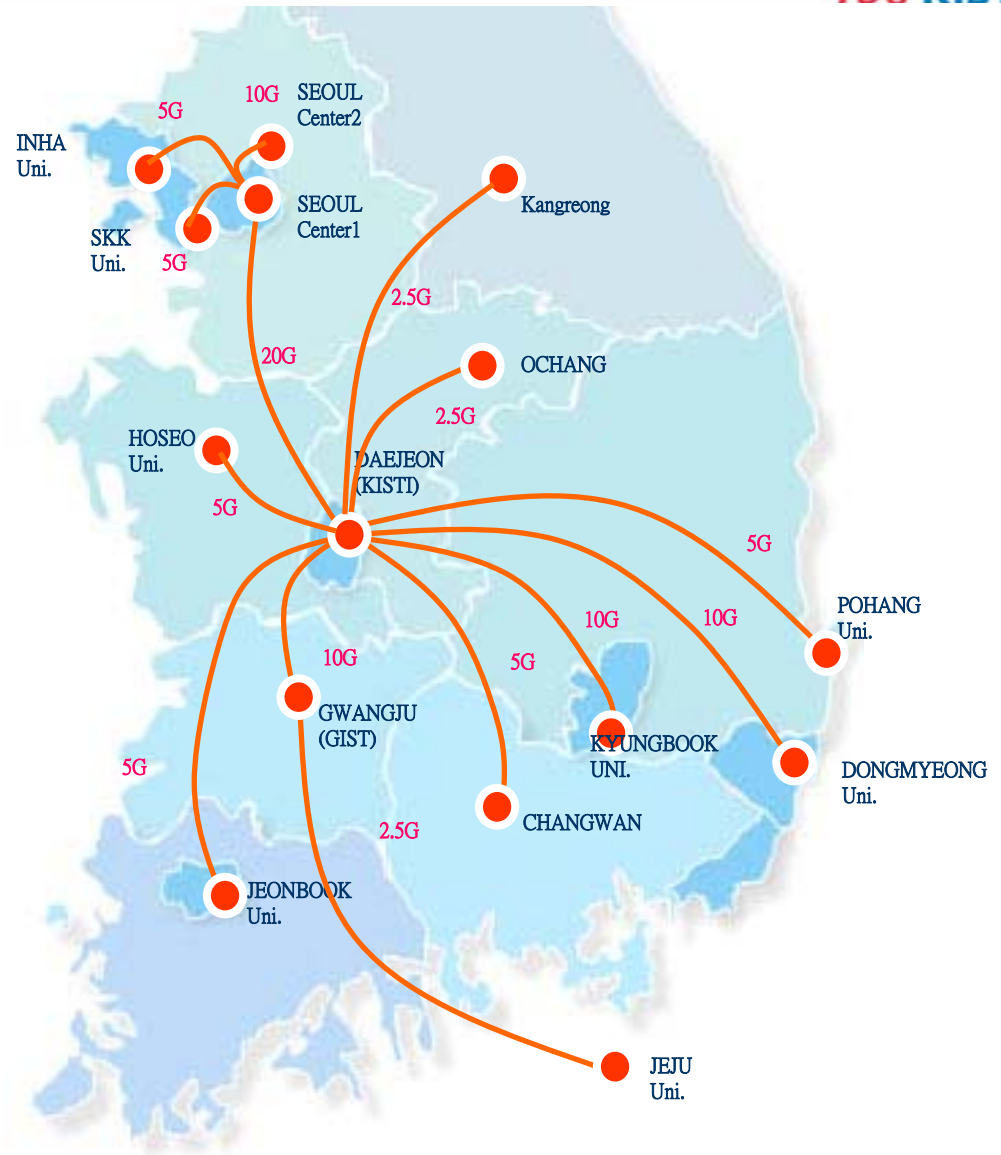 10G
SEOUL
Center2
5G
INHA
Uni.
SEOUL
Center1
Kangreong
SKK
Uni.
5G
2.5G
20G
OCHANG
2.5G
HOSEO
Uni.
DAEJEON
(KISTI)
5G
5G
POHANG
Uni.
10G
10G
10G
5G
GWANGJU
(GIST)
KYUNGBOOK
UNI.
5G
DONGMYEONG
Uni.
2.5G
CHANGWAN
JEONBOOK
Uni.
JEJU
Uni.